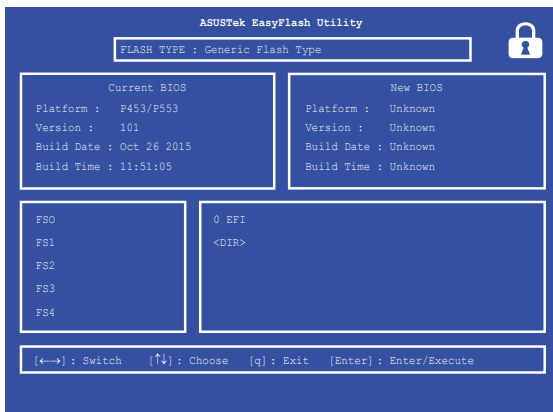 ASUSTek EasyFlash Utility
FLASH TYPE : Generic Flash Type
Current BIOS
Platform : P453/P553
Version : 101
Build Date : Oct 26 2015
Build Time : 11:51:05
New BIOS
Platform : Unknown
Version : Unknown
Build Date : Unknown
Build Time : Unknown
FSO
FS1
FS2
FS3
FS4
0 EFI
<DIR>
[←→] : Switch [↑↓] : Choose [q] : Exit [Enter] : Enter/Execute